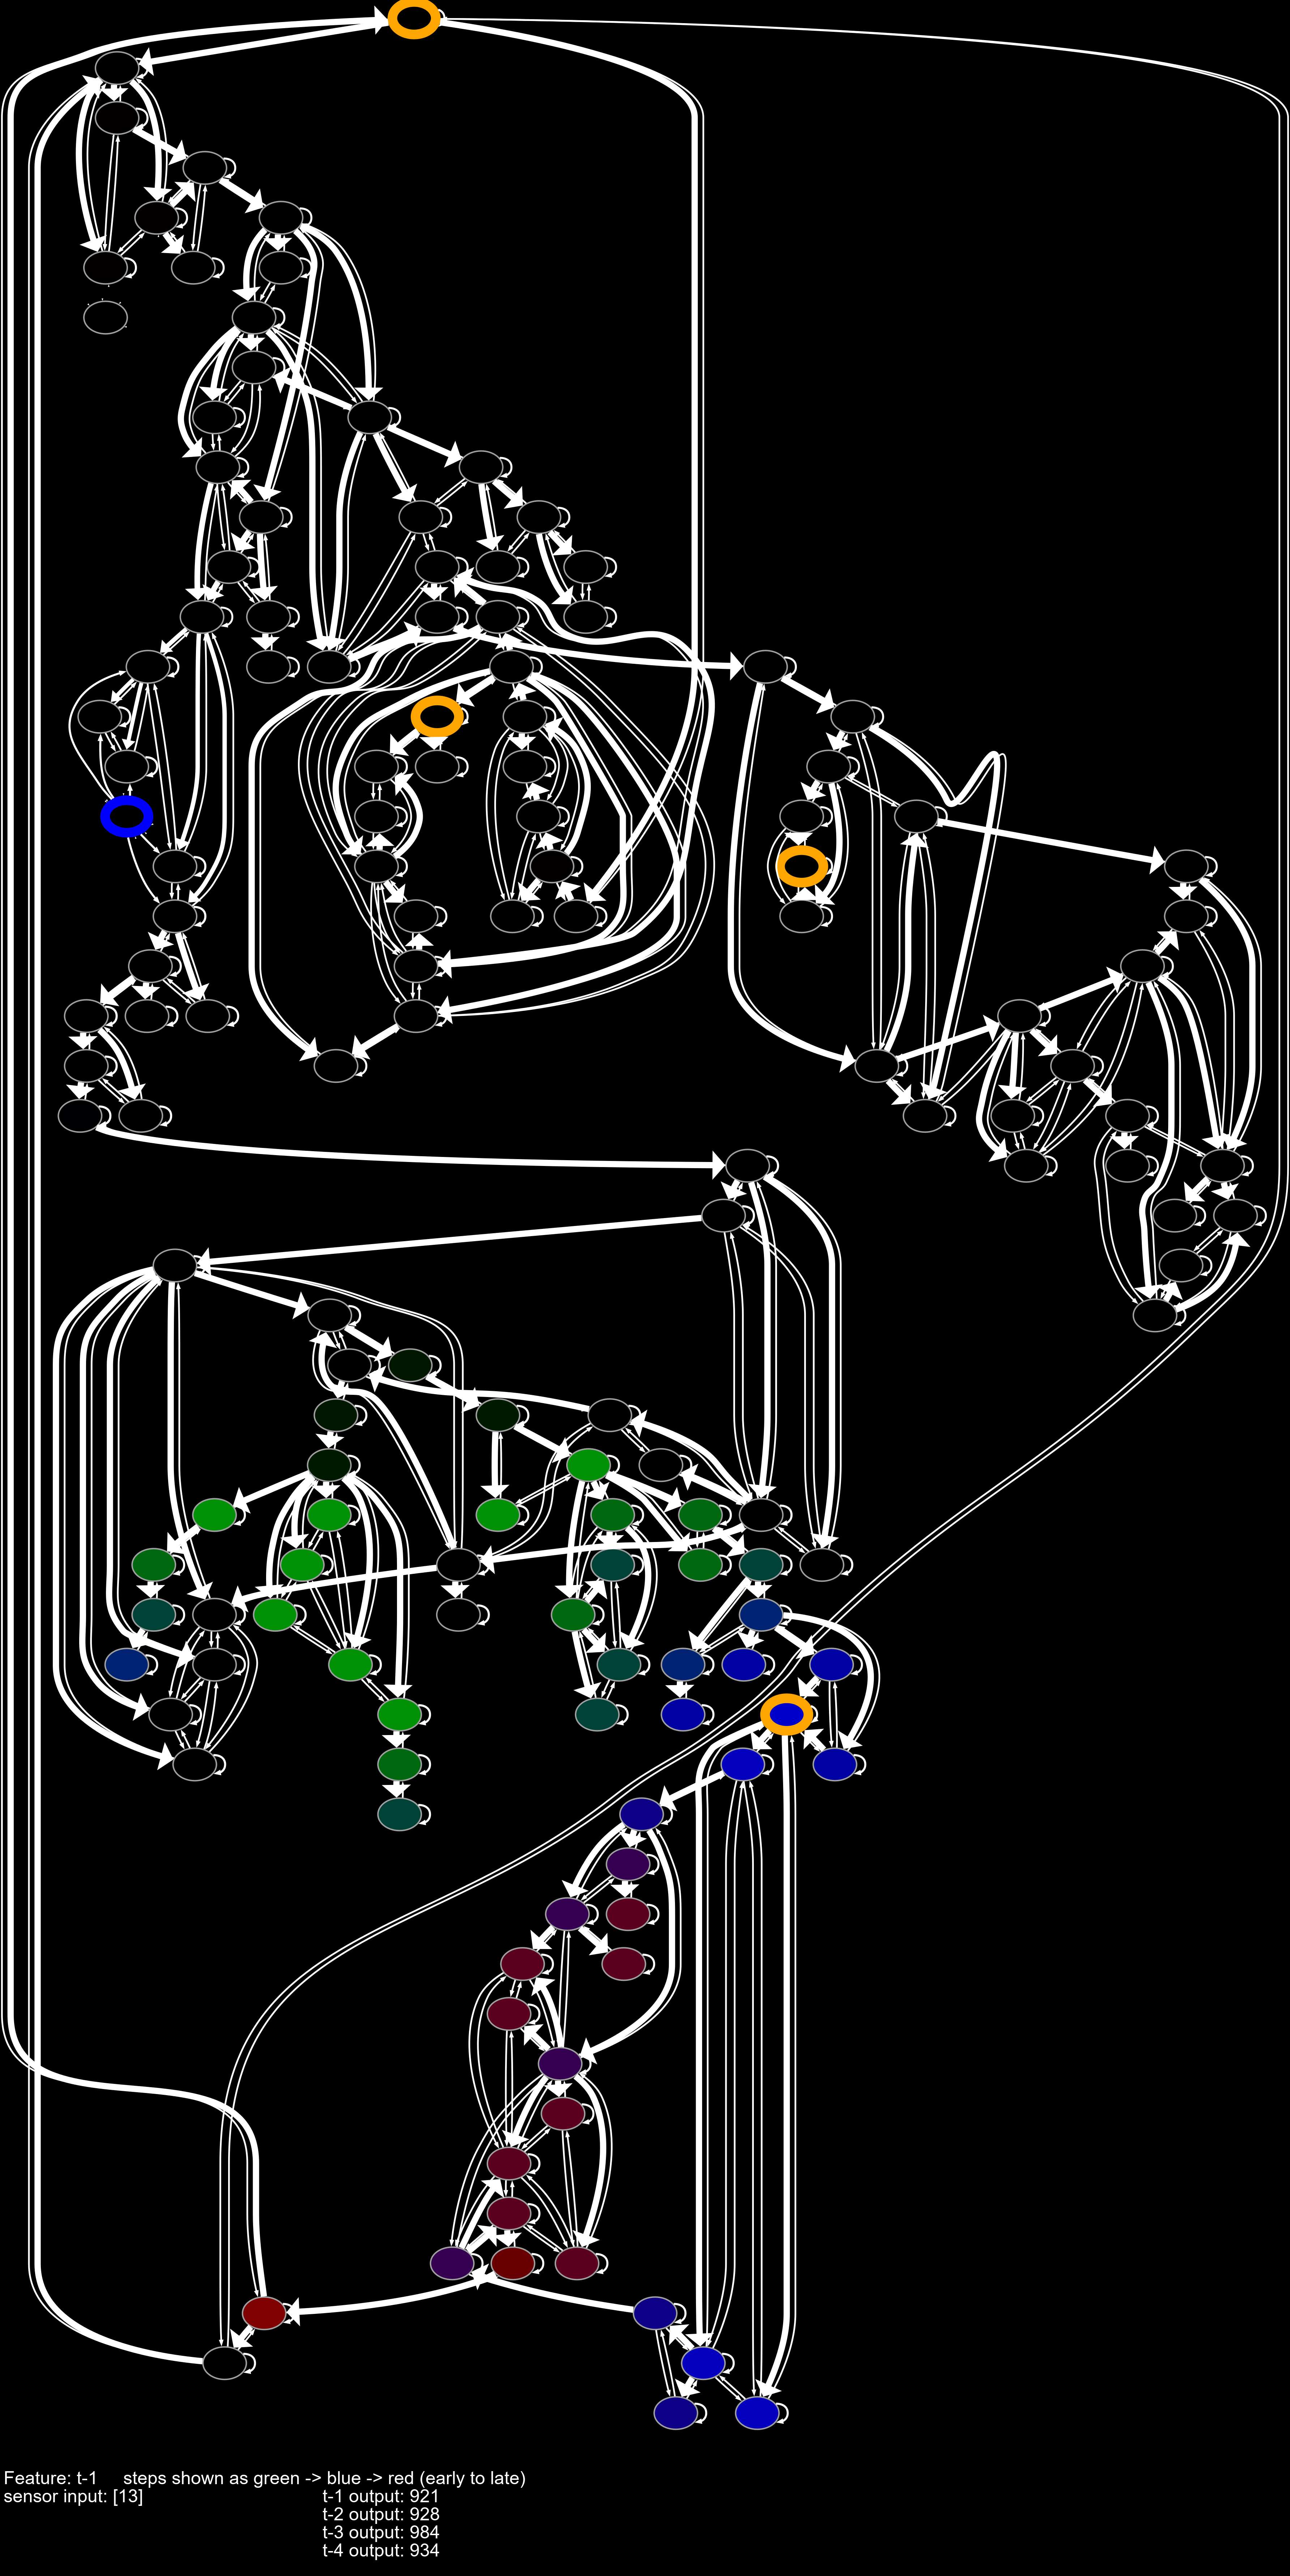 Feature: t-1 steps shown as green -> blue -> red (early to late)
sensor input: [13] t-1 output: 921
t-2 output: 928
t-3 output: 984
t-4 output: 934